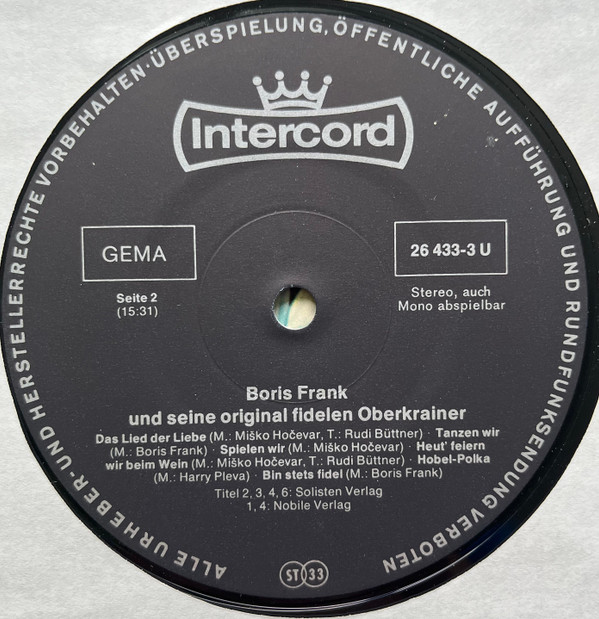 ALLE URHEBER- UND HERSTELLERRECHTE VORBEHALTEN·ÜBERSPIELUNG, ÖFFENTLICHE AUFFÜHRUNG UND RUNDFUNKSENDUNG VERBOTEN
Intercord
GEMA
26 433-3 U
Seite 2
(15:31)
Stereo, auch
Mono abspielbar
Boris Frank
und seine original fidelen Oberkrainer
Das Lied der Liebe (M.: Miško Hočevar, T.: Rudi Büttner) · Tanzen wir
(M.: Boris Frank) · Spielen wir (M.: Miško Hočevar) · Heut' feiern
wir beim Wein (M.: Miško Hočevar, T.: Rudi Büttner) · Hobel-Polka
(M.: Harry Pleva) · Bin stets fidel (M.: Boris Frank)
Titel 2, 3, 4, 6: Solisten Verlag
1, 4: Nobile Verlag
ST 33